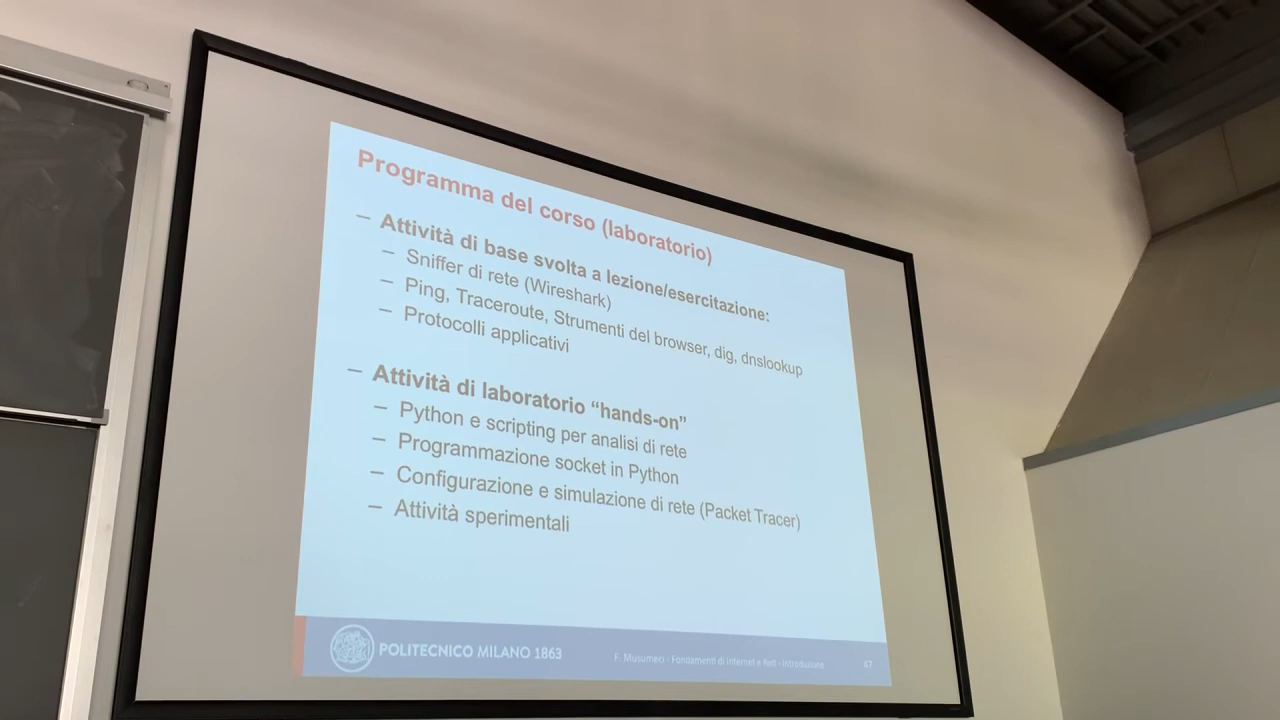 Programma del corso (laboratorio)
– Attività di base svolta a lezione/esercitazione:
– Sniffer di rete (Wireshark)
– Ping, Traceroute, Strumenti del browser, dig, dnslookup
– Protocolli applicativi
– Attività di laboratorio “hands-on”
– Python e scripting per analisi di rete
– Programmazione socket in Python
– Configurazione e simulazione di rete (Packet Tracer)
– Attività sperimentali
POLITECNICO MILANO 1863
F. Musumeci - Fondamenti di Internet e Reti - Introduzione
47